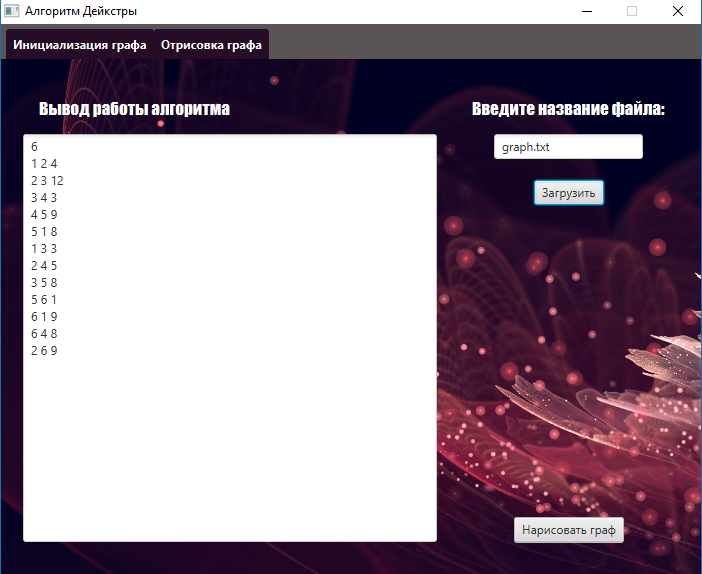 Алгоритм Дейкстры
Инициализация графа Отрисовка графа
Вывод работы алгоритма
Введите название файла:
6
1 2 4
2 3 12
3 4 3
4 5 9
5 1 8
1 3 3
2 4 5
3 5 8
5 6 1
6 1 9
6 4 8
2 6 9
graph.txt
Загрузить
Нарисовать граф